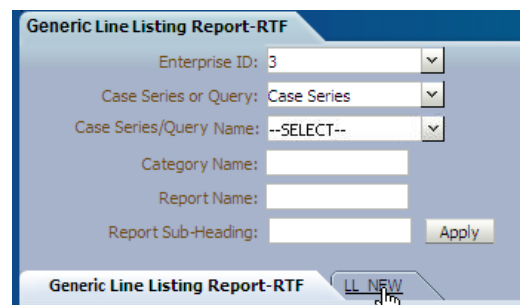 Generic Line Listing Report-RTF
Enterprise ID: 3
Case Series or Query: Case Series
Case Series/Query Name: --SELECT--
Category Name:
Report Name:
Report Sub-Heading: Apply
Generic Line Listing Report-RTF LL_NEW